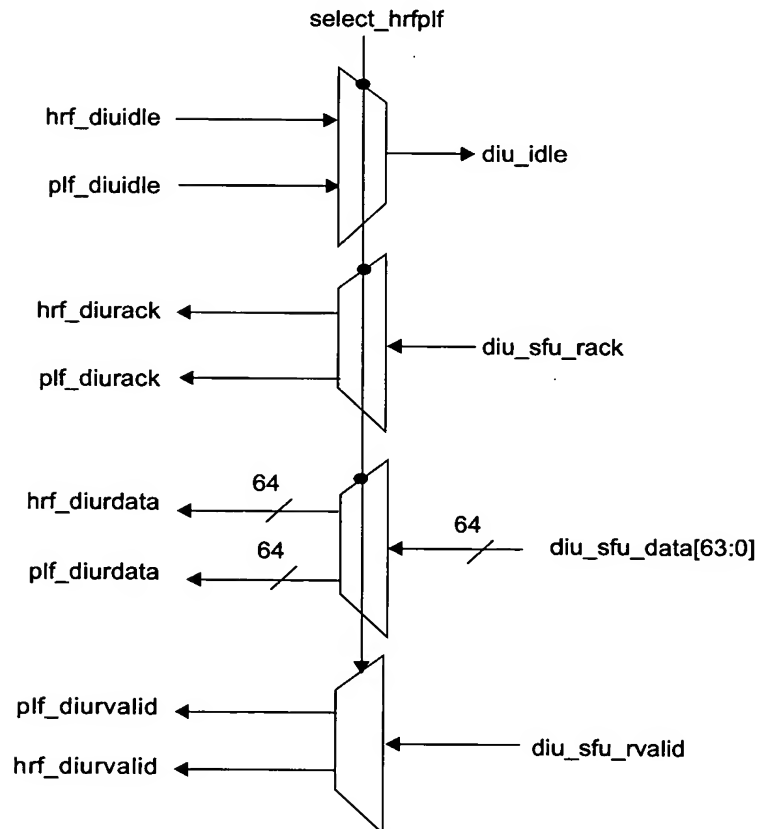 select_hrfplf
hrf_diuidle
diu_idle
plf_diuidle
hrf_diurack
diu_sfu_rack
plf_diurack
64
hrf_diurdata
64
diu_sfu_data[63:0]
64
plf_diurdata
plf_diurvalid
diu_sfu_rvalid
hrf_diurvalid